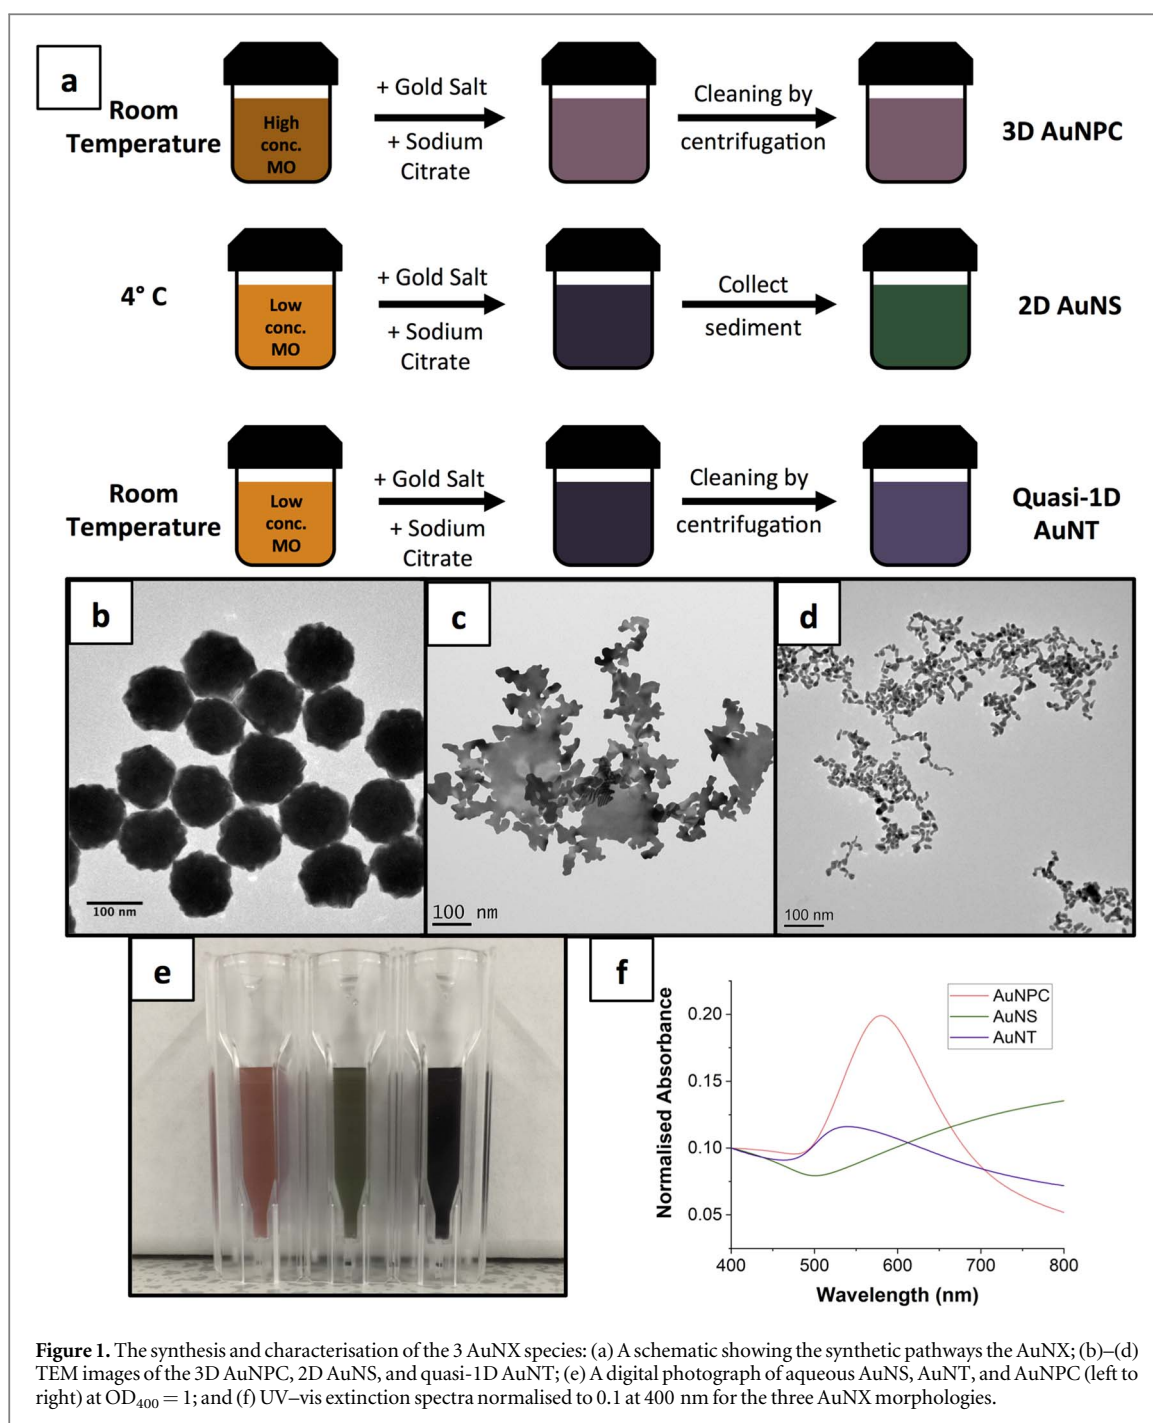 a
Room
Temperature
High
conc.
MO
+ Gold Salt
+ Sodium
Citrate
Cleaning by
centrifugation
3D AuNPC
4° C
Low
conc.
MO
+ Gold Salt
+ Sodium
Citrate
Collect
sediment
2D AuNS
Room
Temperature
Low
conc.
MO
+ Gold Salt
+ Sodium
Citrate
Cleaning by
centrifugation
Quasi-1D
AuNT
b
100 nm
c
100 nm
d
100 nm
e
f
Normalised Absorbance
0.20
0.15
0.10
0.05
AuNPC
AuNS
AuNT
400 500 600 700 800
Wavelength (nm)
Figure 1. The synthesis and characterisation of the 3 AuNX species: (a) A schematic showing the synthetic pathways the AuNX; (b)–(d)
TEM images of the 3D AuNPC, 2D AuNS, and quasi-1D AuNT; (e) A digital photograph of aqueous AuNS, AuNT, and AuNPC (left to
right) at OD₄₀₀ = 1; and (f) UV–vis extinction spectra normalised to 0.1 at 400 nm for the three AuNX morphologies.